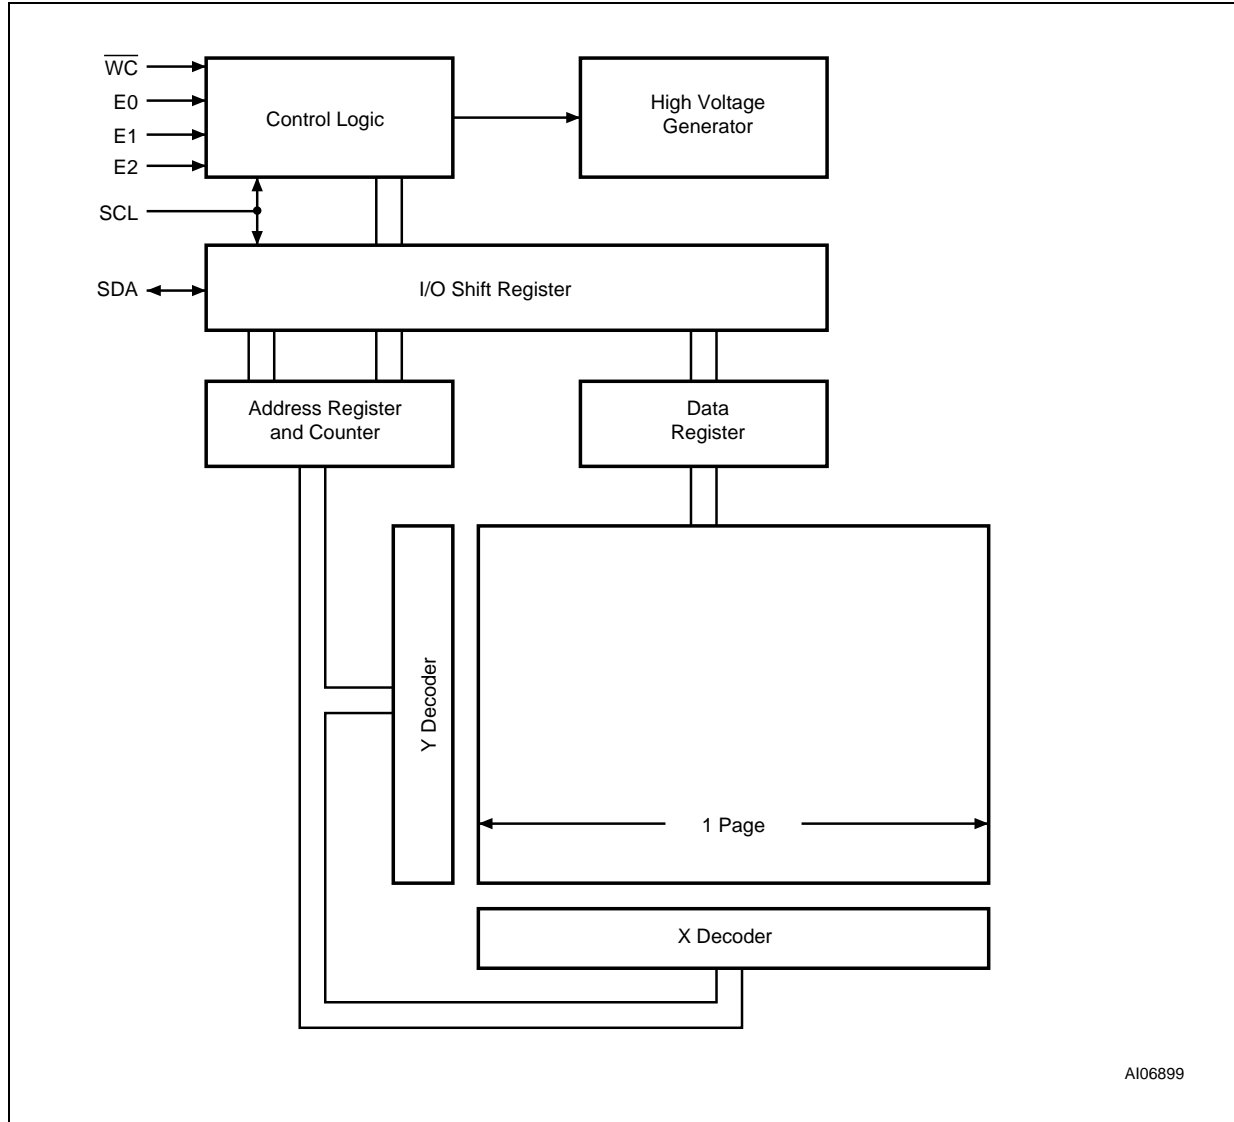 W̅C̅
E0
E1
E2
SCL
SDA
Control Logic
High Voltage
Generator
I/O Shift Register
Address Register
and Counter
Data
Register
Y Decoder
1 Page
X Decoder
AI06899